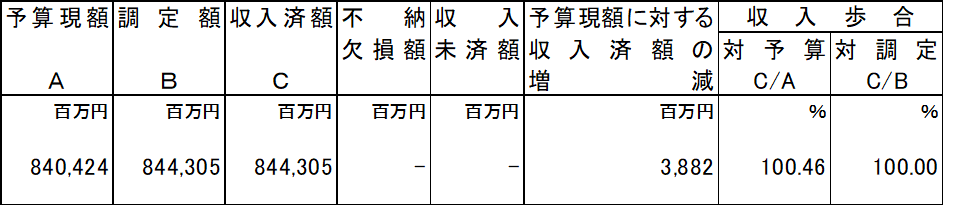 予算現額 調定額 収入済額 不納 収入 予算現額に対する 収入歩合
欠損額 未済額 収入済額の 対予算 対調定
A B C 増減 C/A C/B
百万円 百万円 百万円 百万円 百万円 百万円 % %
840,424 844,305 844,305 － － 3,882 100.46 100.00